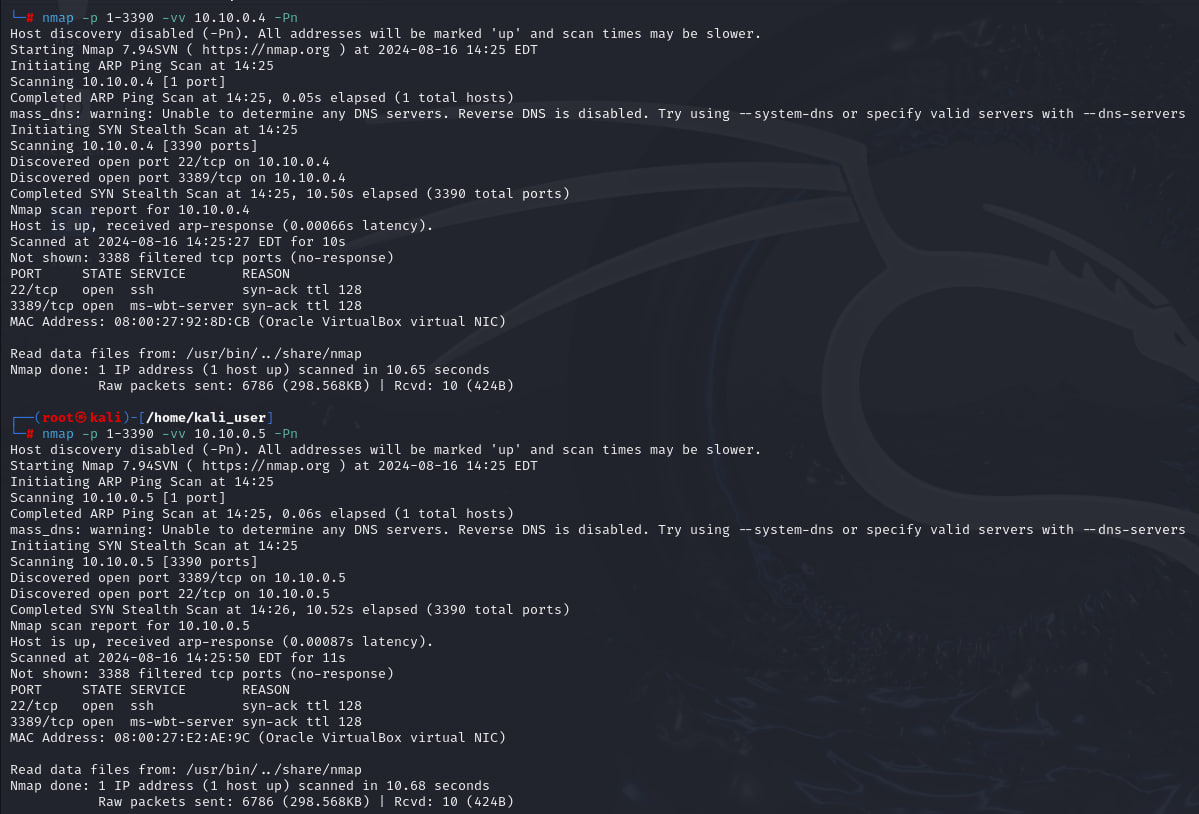 └─# nmap -p 1-3390 -vv 10.10.0.4 -Pn
Host discovery disabled (-Pn). All addresses will be marked 'up' and scan times may be slower.
Starting Nmap 7.94SVN ( https://nmap.org ) at 2024-08-16 14:25 EDT
Initiating ARP Ping Scan at 14:25
Scanning 10.10.0.4 [1 port]
Completed ARP Ping Scan at 14:25, 0.05s elapsed (1 total hosts)
mass_dns: warning: Unable to determine any DNS servers. Reverse DNS is disabled. Try using --system-dns or specify valid servers with --dns-servers
Initiating SYN Stealth Scan at 14:25
Scanning 10.10.0.4 [3390 ports]
Discovered open port 22/tcp on 10.10.0.4
Discovered open port 3389/tcp on 10.10.0.4
Completed SYN Stealth Scan at 14:25, 10.50s elapsed (3390 total ports)
Nmap scan report for 10.10.0.4
Host is up, received arp-response (0.00066s latency).
Scanned at 2024-08-16 14:25:27 EDT for 10s
Not shown: 3388 filtered tcp ports (no-response)
PORT     STATE SERVICE       REASON
22/tcp   open  ssh           syn-ack ttl 128
3389/tcp open  ms-wbt-server syn-ack ttl 128
MAC Address: 08:00:27:92:8D:CB (Oracle VirtualBox virtual NIC)
Read data files from: /usr/bin/../share/nmap
Nmap done: 1 IP address (1 host up) scanned in 10.65 seconds
           Raw packets sent: 6786 (298.568KB) | Rcvd: 10 (424B)
┌──(root㉿kali)-[/home/kali_user]
└─# nmap -p 1-3390 -vv 10.10.0.5 -Pn
Host discovery disabled (-Pn). All addresses will be marked 'up' and scan times may be slower.
Starting Nmap 7.94SVN ( https://nmap.org ) at 2024-08-16 14:25 EDT
Initiating ARP Ping Scan at 14:25
Scanning 10.10.0.5 [1 port]
Completed ARP Ping Scan at 14:25, 0.06s elapsed (1 total hosts)
mass_dns: warning: Unable to determine any DNS servers. Reverse DNS is disabled. Try using --system-dns or specify valid servers with --dns-servers
Initiating SYN Stealth Scan at 14:25
Scanning 10.10.0.5 [3390 ports]
Discovered open port 3389/tcp on 10.10.0.5
Discovered open port 22/tcp on 10.10.0.5
Completed SYN Stealth Scan at 14:26, 10.52s elapsed (3390 total ports)
Nmap scan report for 10.10.0.5
Host is up, received arp-response (0.00087s latency).
Scanned at 2024-08-16 14:25:50 EDT for 11s
Not shown: 3388 filtered tcp ports (no-response)
PORT     STATE SERVICE       REASON
22/tcp   open  ssh           syn-ack ttl 128
3389/tcp open  ms-wbt-server syn-ack ttl 128
MAC Address: 08:00:27:E2:AE:9C (Oracle VirtualBox virtual NIC)
Read data files from: /usr/bin/../share/nmap
Nmap done: 1 IP address (1 host up) scanned in 10.68 seconds
           Raw packets sent: 6786 (298.568KB) | Rcvd: 10 (424B)